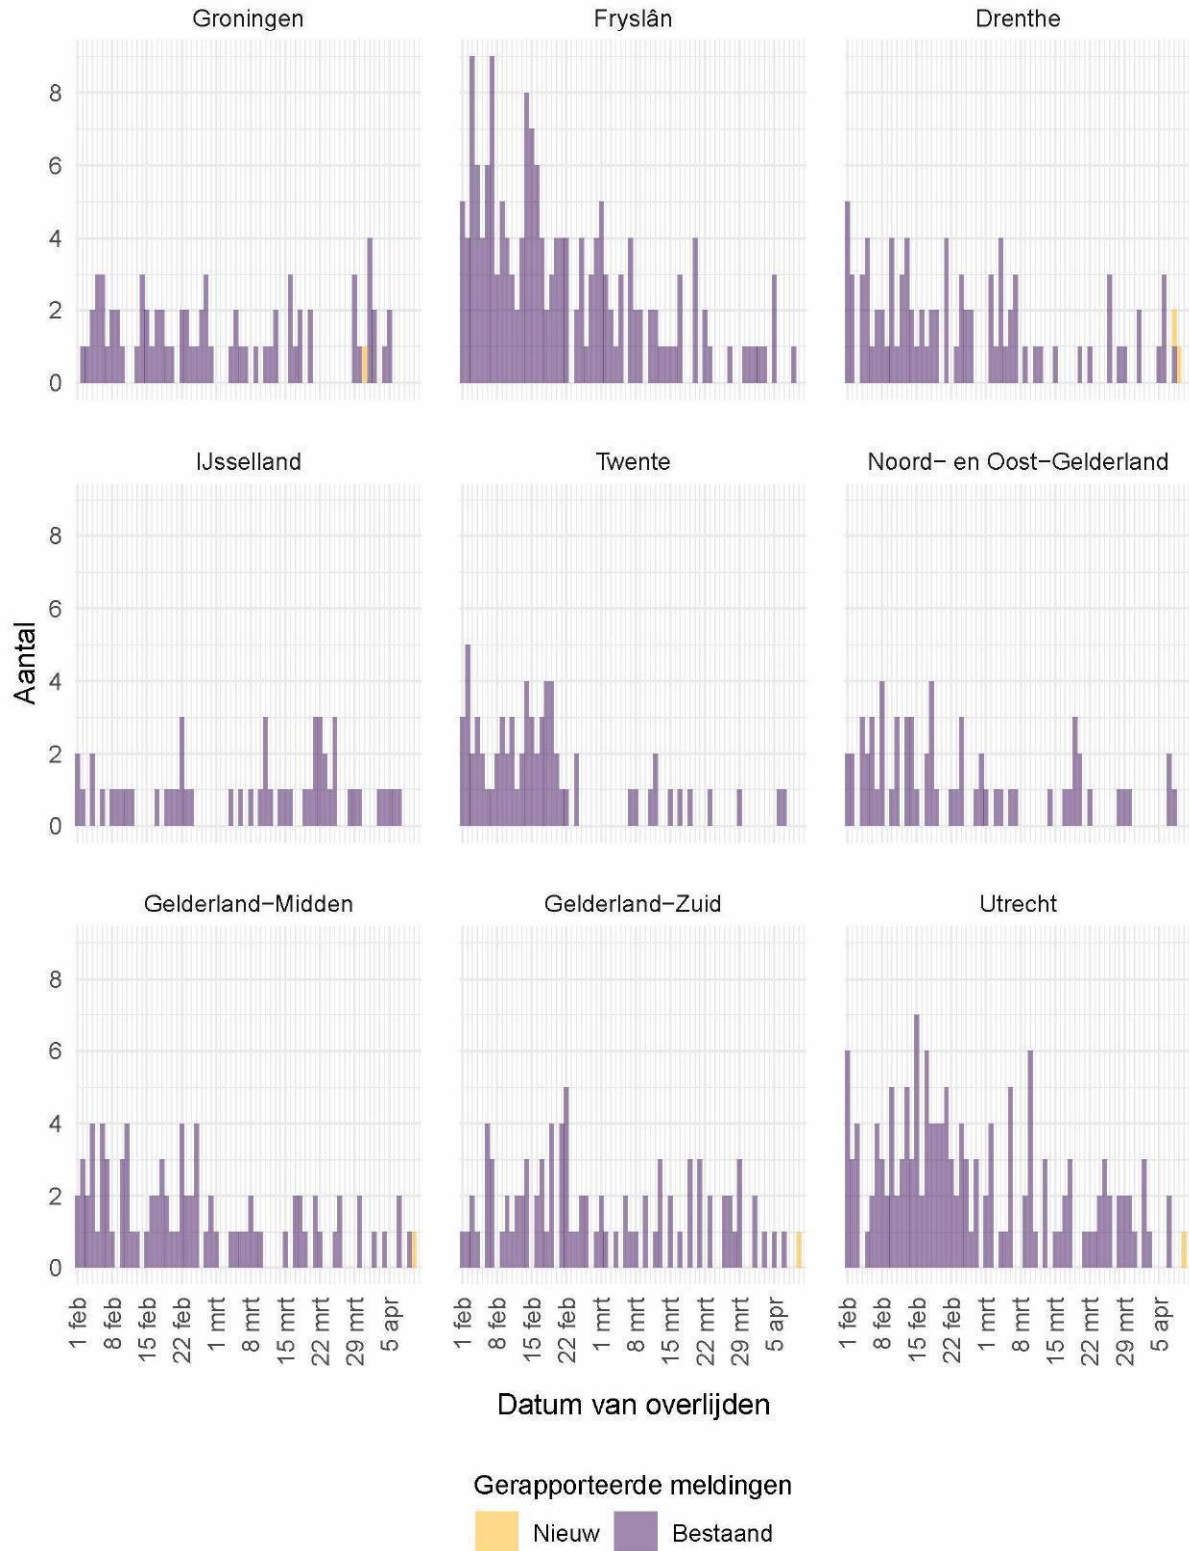 Groningen
Fryslân
Drenthe
8
6
4
2
0
IJsselland
Twente
Noord– en Oost–Gelderland
8
6
4
2
0
Aantal
Gelderland–Midden
Gelderland–Zuid
Utrecht
8
6
4
2
0
1 feb
8 feb
15 feb
22 feb
1 mrt
8 mrt
15 mrt
22 mrt
29 mrt
5 apr
1 feb
8 feb
15 feb
22 feb
1 mrt
8 mrt
15 mrt
22 mrt
29 mrt
5 apr
1 feb
8 feb
15 feb
22 feb
1 mrt
8 mrt
15 mrt
22 mrt
29 mrt
5 apr
Datum van overlijden
Gerapporteerde meldingen
Nieuw
Bestaand